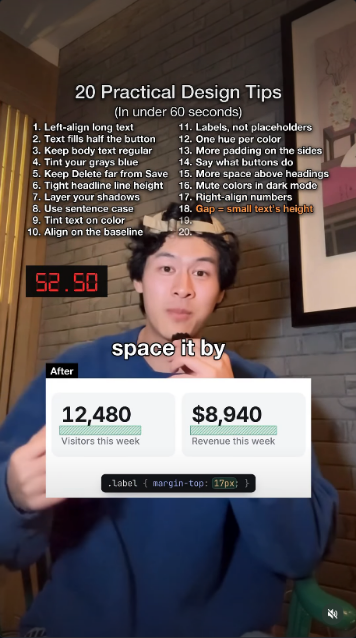 20 Practical Design Tips
(In under 60 seconds)
1. Left-align long text
2. Text fills half the button
3. Keep body text regular
4. Tint your grays blue
5. Keep Delete far from Save
6. Tight headline line height
7. Layer your shadows
8. Use sentence case
9. Tint text on color
10. Align on the baseline
11. Labels, not placeholders
12. One hue per color
13. More padding on the sides
14. Say what buttons do
15. More space above headings
16. Mute colors in dark mode
17. Right-align numbers
18. Gap = small text's height
19.
20.
52.50
space it by
After
12,480
Visitors this week
$8,940
Revenue this week
.label { margin-top: 17px; }